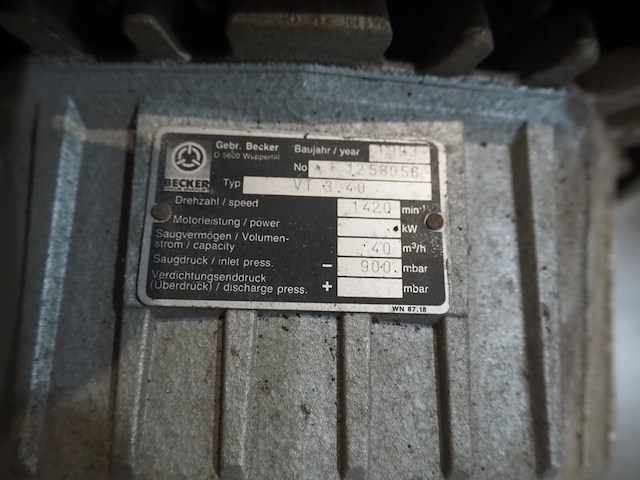 Gebr. Becker Baujahr / year 1993
D 5600 Wuppertal
No 1258056
BECKER
Typ VT 3.40
Drehzahl / speed 1420 min-1
Motorleistung / power kW
Saugvermögen / Volumen-
strom / capacity 40 m³/h
Saugdruck / inlet press. − 900 mbar
Verdichtungsenddruck
(Überdruck) / discharge press. + mbar
WN 87.18